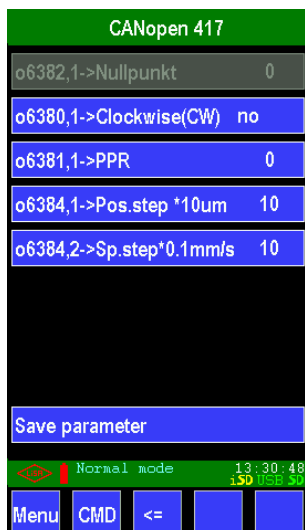 CANopen 417
o6382,1->Nullpunkt 0
o6380,1->Clockwise(CW) no
o6381,1->PPR 0
o6384,1->Pos.step *10um 10
o6384,2->Sp.step*0.1mm/s 10
Save parameter
Normal mode 13:30:48
iSD USB SD
Menu CMD <=